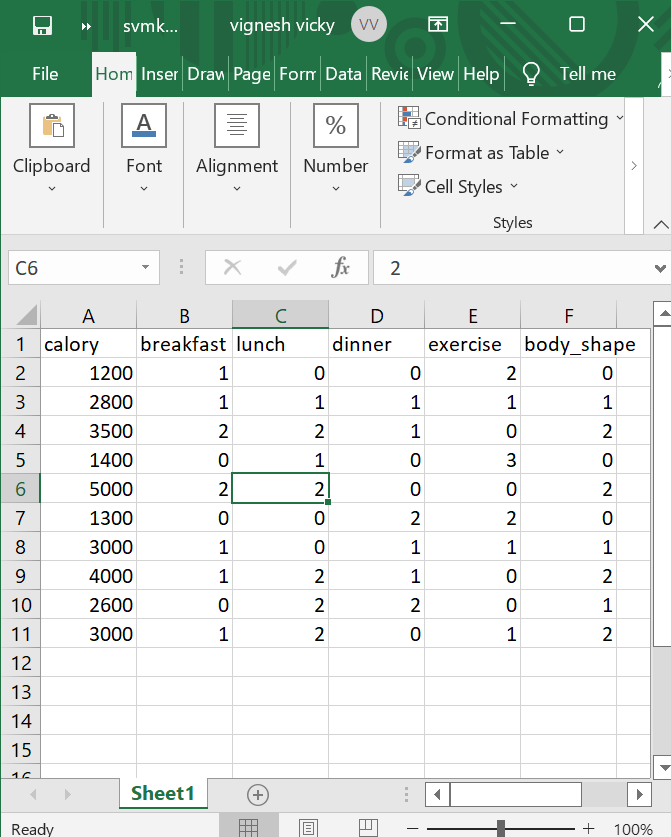 svmk... vignesh vicky VV
File Hom Inser Draw Page Form Data Revie View Help Tell me
Clipboard Font Alignment Number
Conditional Formatting
Format as Table
Cell Styles
Styles
C6 fx 2
A B C D E F
1 calory breakfast lunch dinner exercise body_shape
2 1200 1 0 0 2 0
3 2800 1 1 1 1 1
4 3500 2 2 1 0 2
5 1400 0 1 0 3 0
6 5000 2 2 0 0 2
7 1300 0 0 2 2 0
8 3000 1 0 1 1 1
9 4000 1 2 1 0 2
10 2600 0 2 2 0 1
11 3000 1 2 0 1 2
12
13
14
15
16
Sheet1
Ready 100%